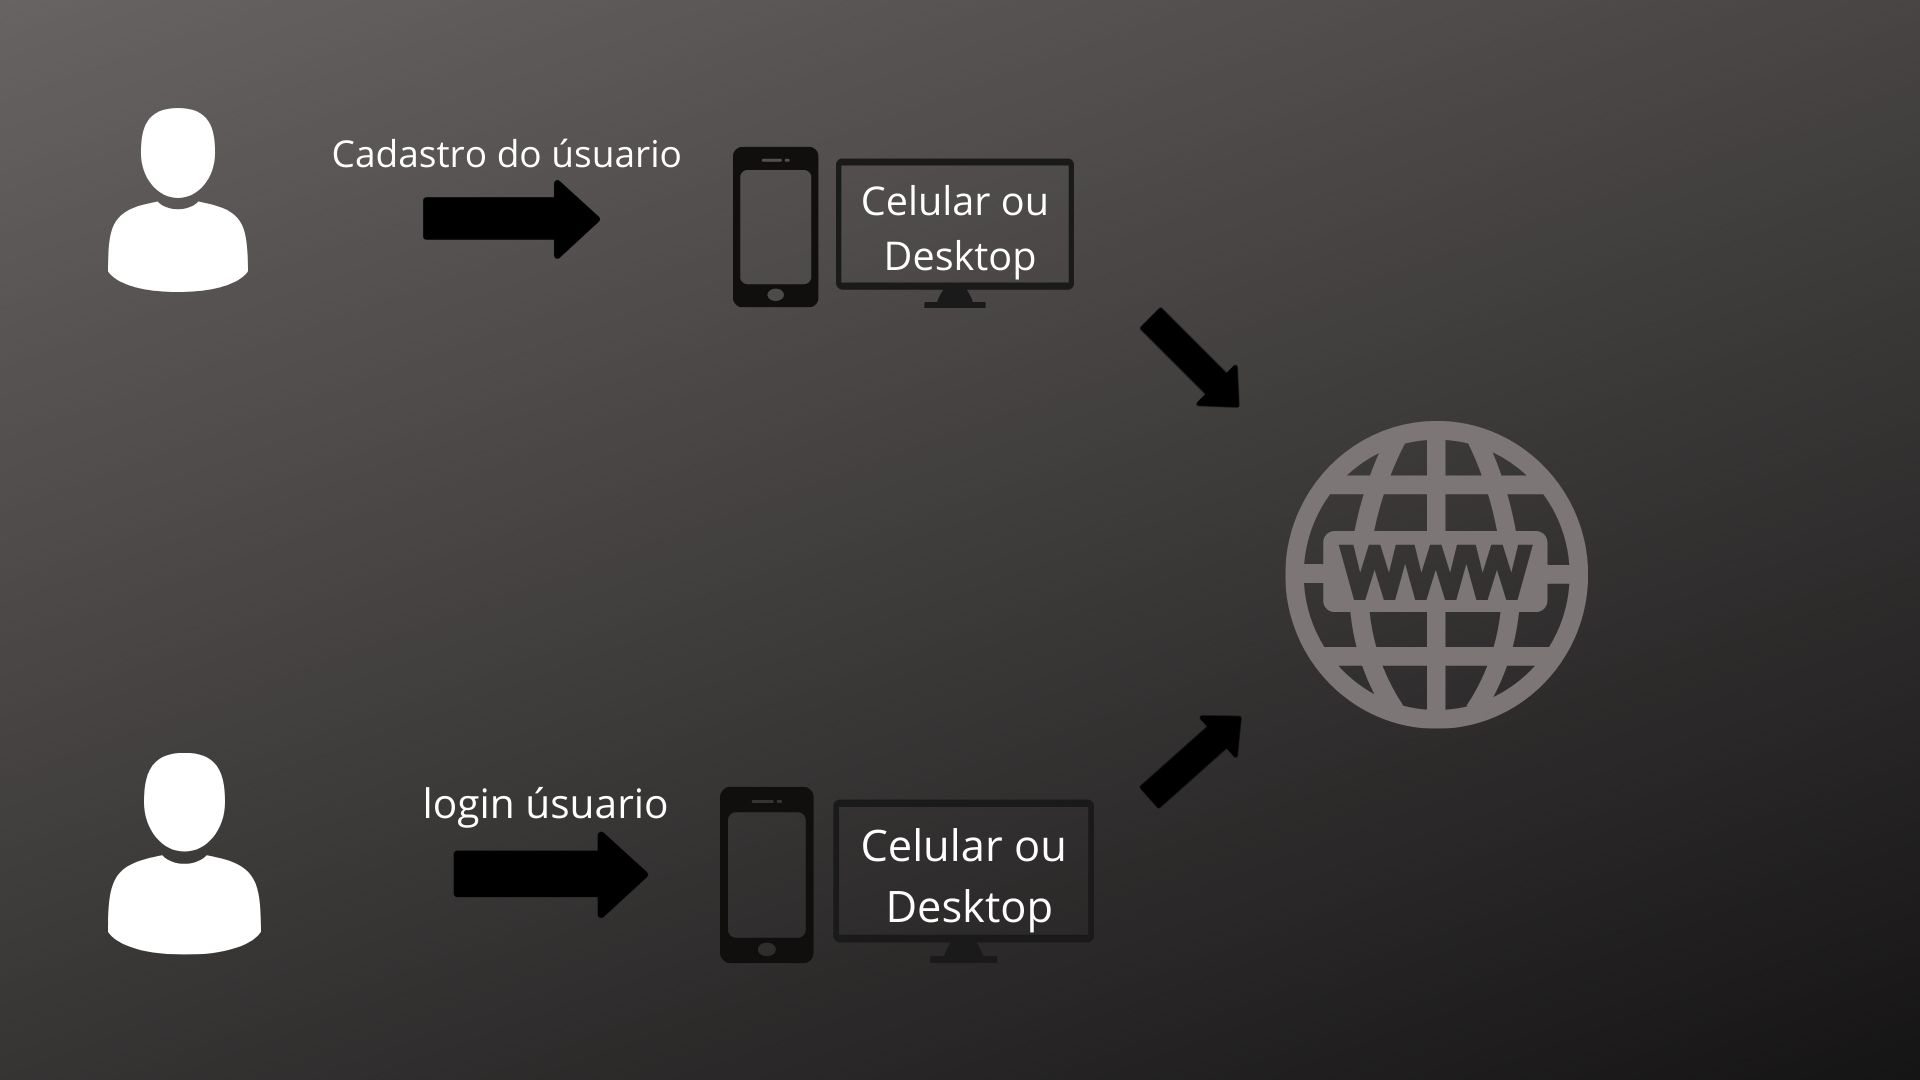 Cadastro do úsuario
Celular ou
Desktop
WWW
login úsuario
Celular ou
Desktop